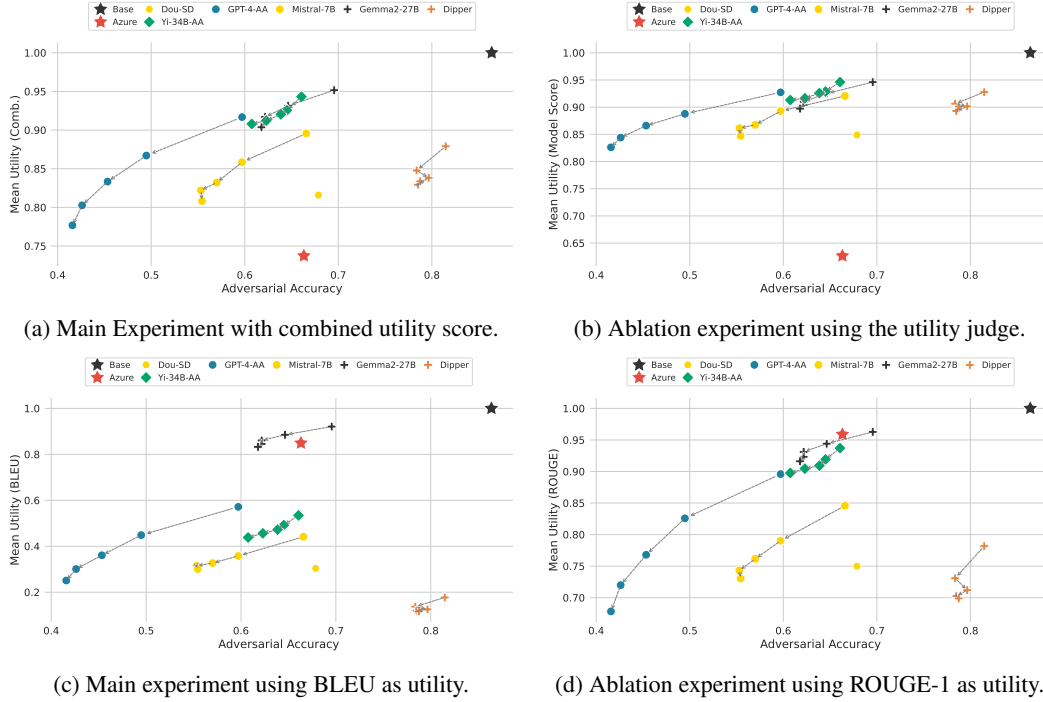 Base Dou-SD GPT-4-AA Mistral-7B Gemma2-27B Dipper
Azure Yi-34B-AA
1.00
0.95
0.90
0.85
0.80
0.75
Mean Utility (Comb.)
0.4 0.5 0.6 0.7 0.8
Adversarial Accuracy
(a) Main Experiment with combined utility score.
Base Dou-SD GPT-4-AA Mistral-7B Gemma2-27B Dipper
Azure Yi-34B-AA
1.00
0.95
0.90
0.85
0.80
0.75
0.70
0.65
Mean Utility (Model Score)
0.4 0.5 0.6 0.7 0.8
Adversarial Accuracy
(b) Ablation experiment using the utility judge.
Base Dou-SD GPT-4-AA Mistral-7B Gemma2-27B Dipper
Azure Yi-34B-AA
1.0
0.8
0.6
0.4
0.2
Mean Utility (BLEU)
0.4 0.5 0.6 0.7 0.8
Adversarial Accuracy
(c) Main experiment using BLEU as utility.
Base Dou-SD GPT-4-AA Mistral-7B Gemma2-27B Dipper
Azure Yi-34B-AA
1.00
0.95
0.90
0.85
0.80
0.75
0.70
Mean Utility (ROUGE)
0.4 0.5 0.6 0.7 0.8
Adversarial Accuracy
(d) Ablation experiment using ROUGE-1 as utility.